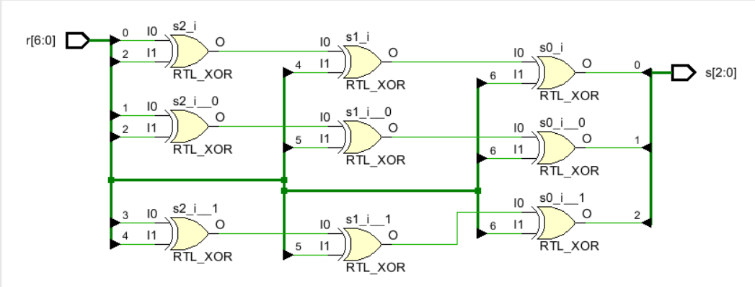 s2_i
r[6:0] 0 I0 O I0 s1_i O I0 s0_i O 0 s[2:0]
2 I1 4 I1 6 I1
RTL_XOR RTL_XOR RTL_XOR
s2_i__0
1 I0 O I0 s1_i__0 O I0 s0_i__0 O 1
2 I1 5 I1 6 I1
RTL_XOR RTL_XOR RTL_XOR
s2_i__1
3 I0 O I0 s1_i__1 O I0 s0_i__1 O 2
4 I1 5 I1 6 I1
RTL_XOR RTL_XOR RTL_XOR